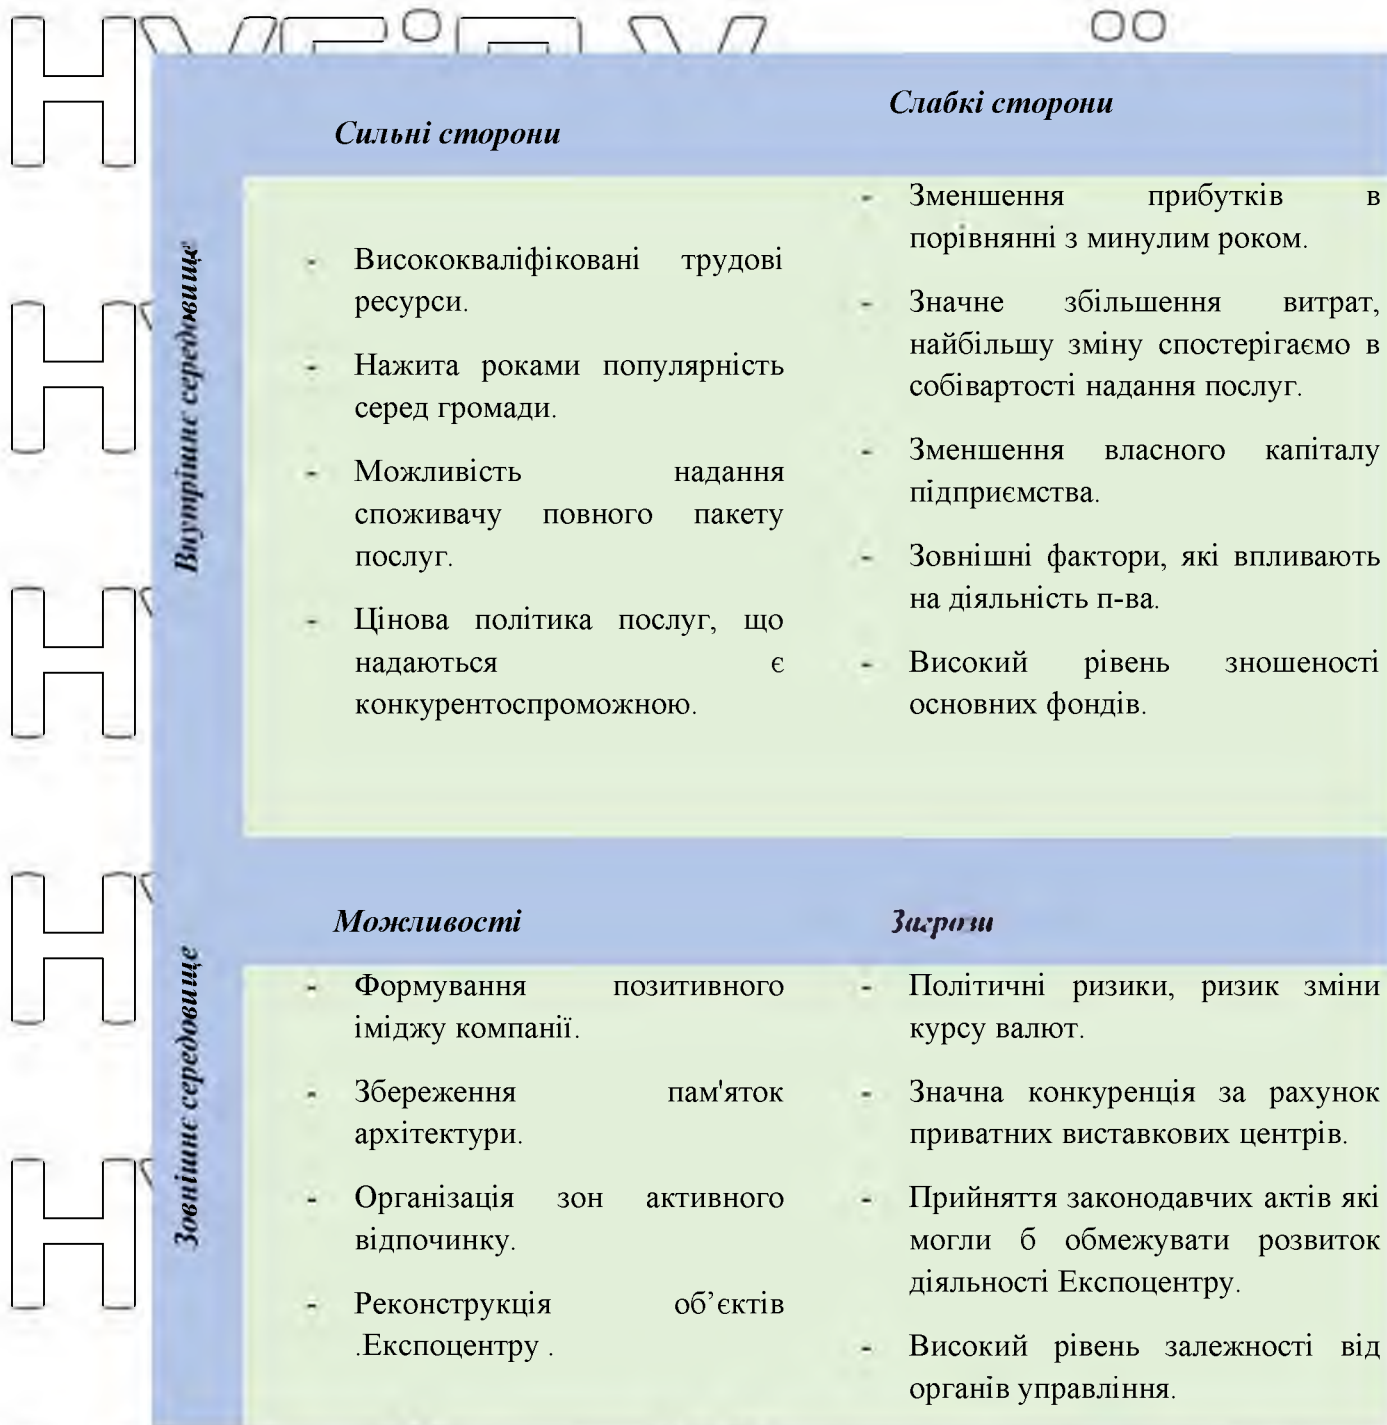 Сильні сторони
Слабкі сторони
Внутрішнє середовище
- Висококваліфіковані трудові
ресурси.
- Нажита роками популярність
серед громади.
- Можливість надання
споживачу повного пакету
послуг.
- Цінова політика послуг, що
надаються є
конкурентоспроможною.
- Зменшення прибутків в
порівнянні з минулим роком.
- Значне збільшення витрат,
найбільшу зміну спостерігаємо в
собівартості надання послуг.
- Зменшення власного капіталу
підприємства.
- Зовнішні фактори, які впливають
на діяльність п-ва.
- Високий рівень зношеності
основних фондів.
Можливості
Загрози
Зовнішнє середовище
- Формування позитивного
іміджу компанії.
- Збереження пам'яток
архітектури.
- Організація зон активного
відпочинку.
- Реконструкція об’єктів
.Експоцентру .
- Політичні ризики, ризик зміни
курсу валют.
- Значна конкуренція за рахунок
приватних виставкових центрів.
- Прийняття законодавчих актів які
могли б обмежувати розвиток
діяльності Експоцентру.
- Високий рівень залежності від
органів управління.